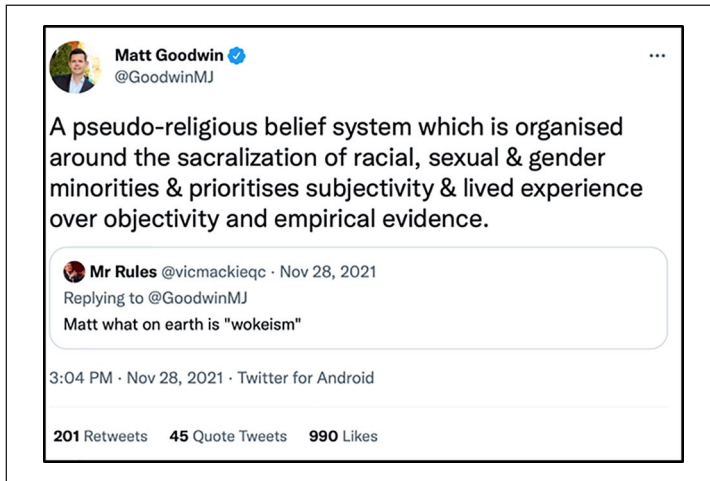 Matt Goodwin
@GoodwinMJ
A pseudo-religious belief system which is organised
around the sacralization of racial, sexual & gender
minorities & prioritises subjectivity & lived experience
over objectivity and empirical evidence.
Mr Rules @vicmackieqc · Nov 28, 2021
Replying to @GoodwinMJ
Matt what on earth is "wokeism"
3:04 PM · Nov 28, 2021 · Twitter for Android
201 Retweets 45 Quote Tweets 990 Likes